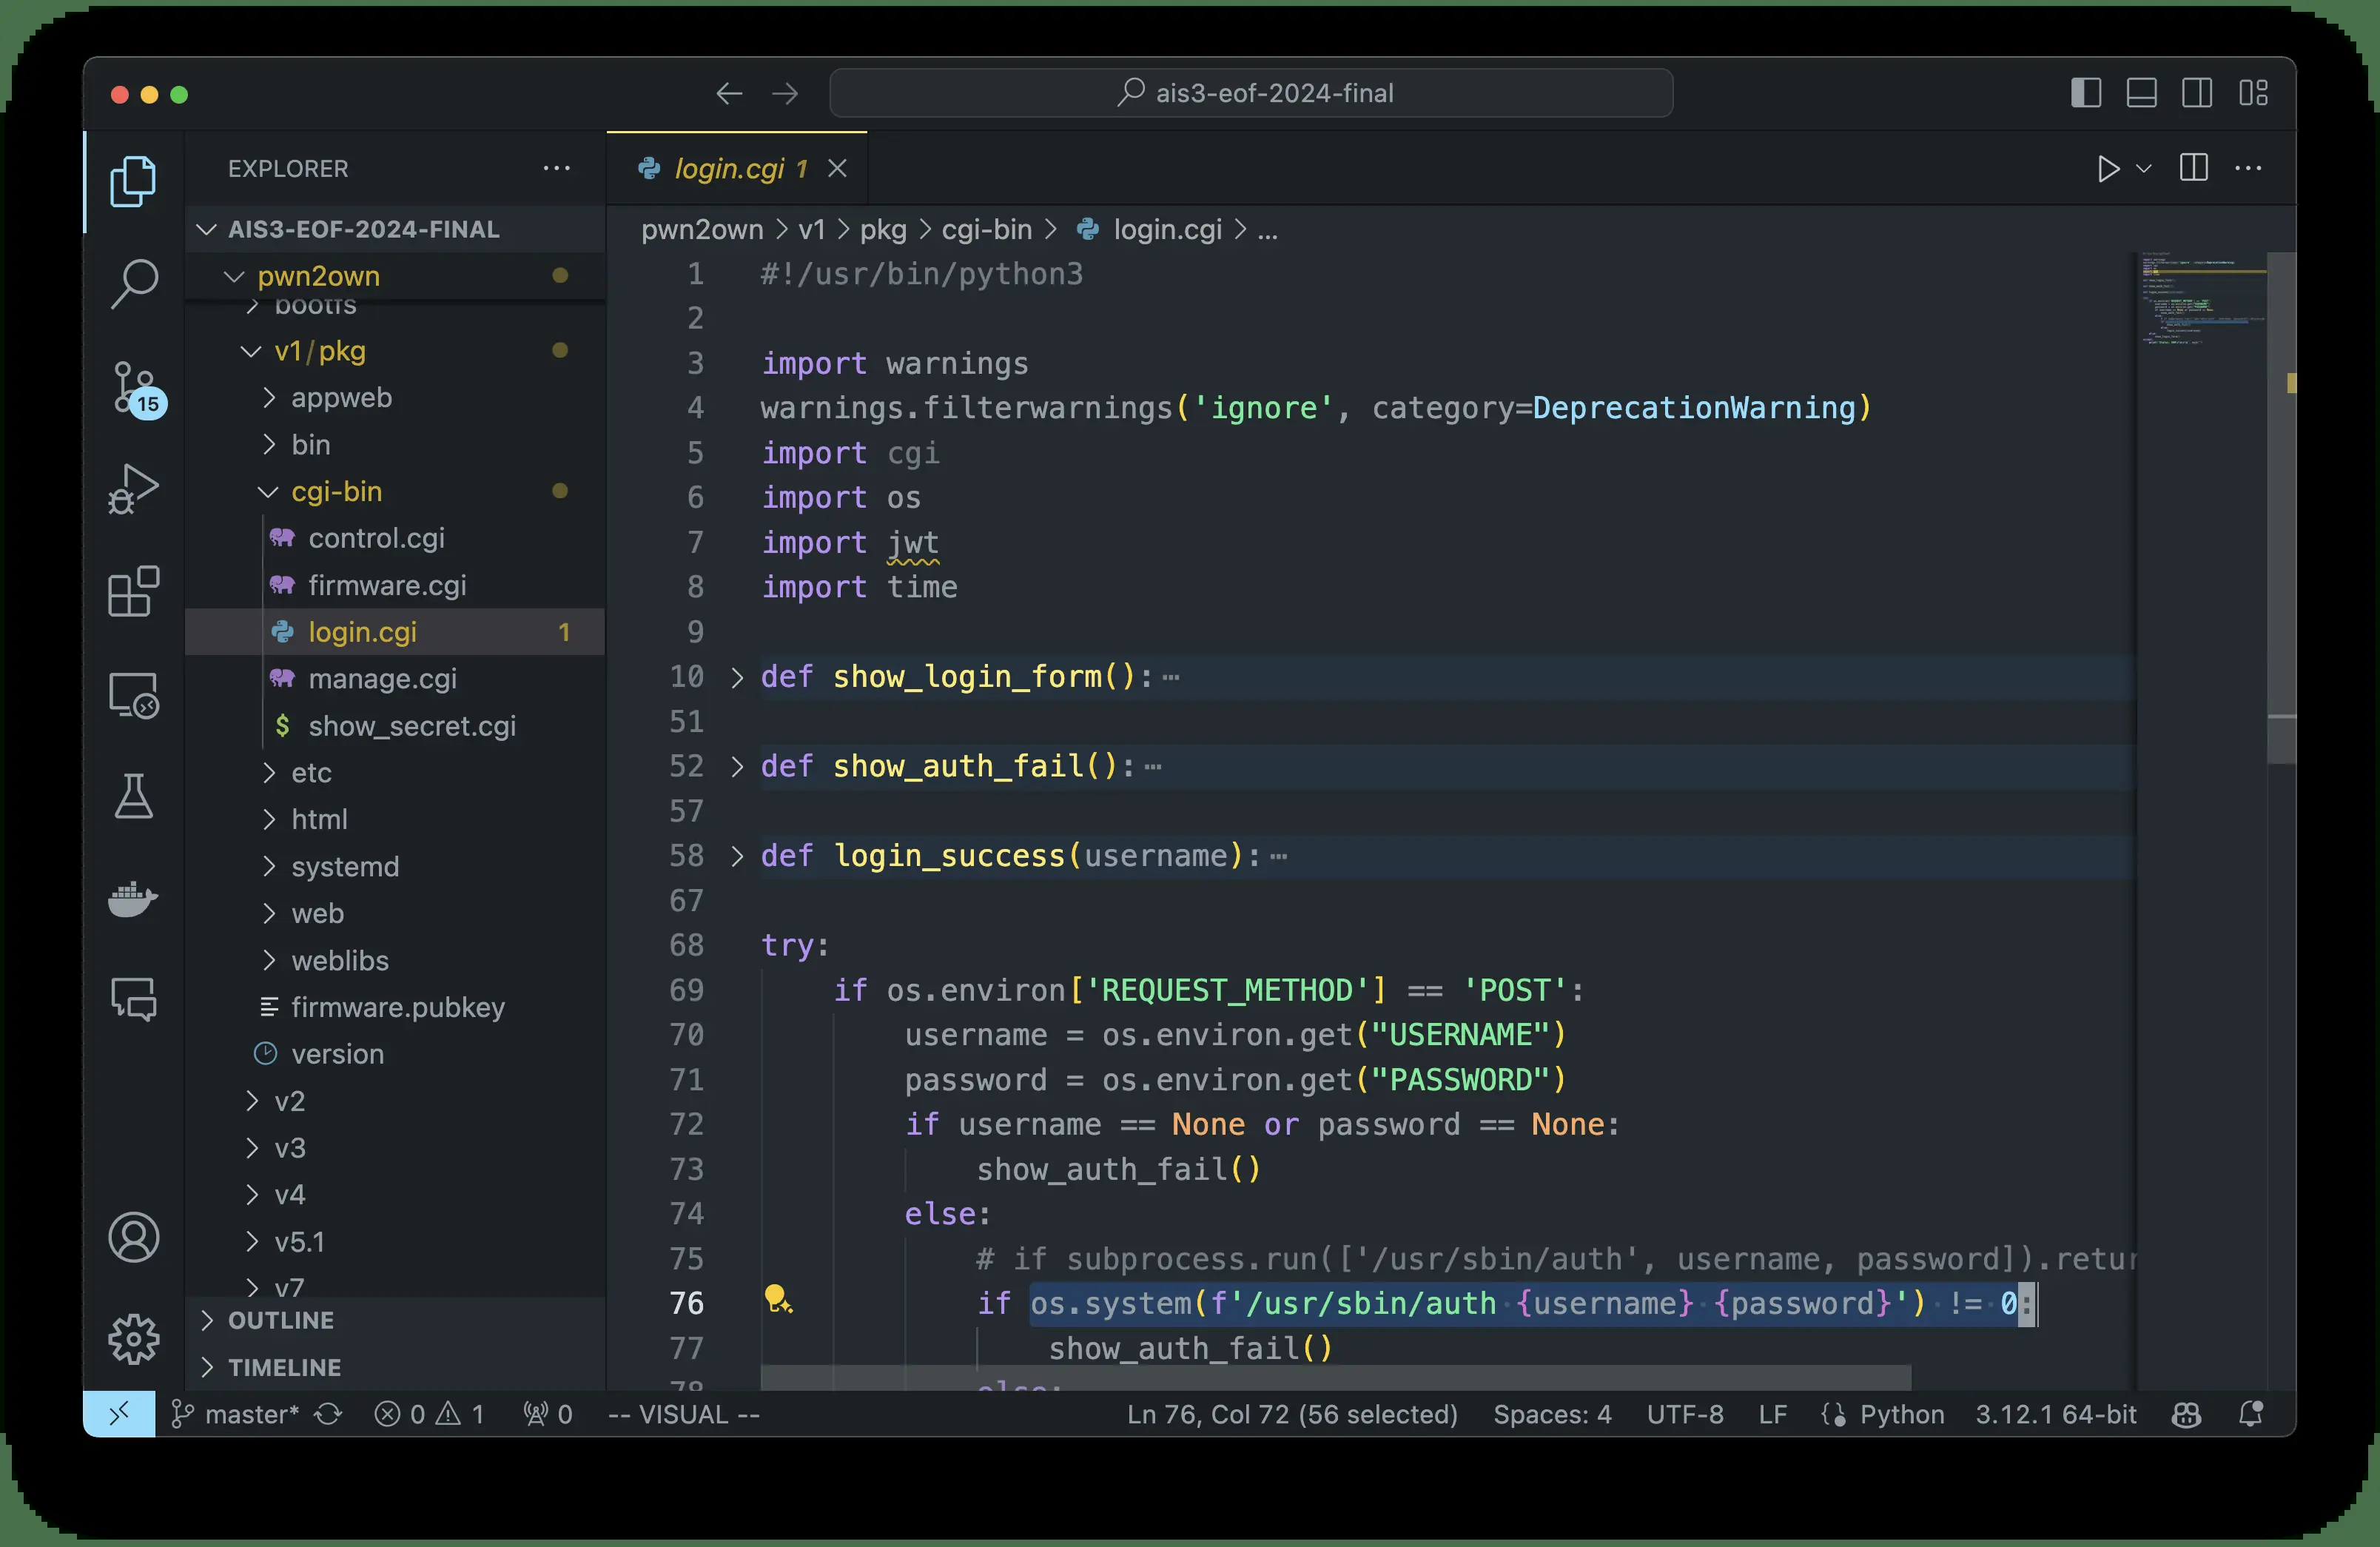 ais3-eof-2024-final
EXPLORER
login.cgi 1
AIS3-EOF-2024-FINAL
pwn2own
bootfs
v1/pkg
appweb
bin
cgi-bin
control.cgi
firmware.cgi
login.cgi 1
manage.cgi
show_secret.cgi
etc
html
systemd
web
weblibs
firmware.pubkey
version
v2
v3
v4
v5.1
v7
OUTLINE
TIMELINE
15
pwn2own > v1 > pkg > cgi-bin > login.cgi > ...
1 #!/usr/bin/python3
2
3 import warnings
4 warnings.filterwarnings('ignore', category=DeprecationWarning)
5 import cgi
6 import os
7 import jwt
8 import time
9
10 def show_login_form():
51
52 def show_auth_fail():
57
58 def login_success(username):
67
68 try:
69 if os.environ['REQUEST_METHOD'] == 'POST':
70 username = os.environ.get("USERNAME")
71 password = os.environ.get("PASSWORD")
72 if username == None or password == None:
73 show_auth_fail()
74 else:
75 # if subprocess.run(['/usr/sbin/auth', username, password]).retur
76 if os.system(f'/usr/sbin/auth {username} {password}') != 0:
77 show_auth_fail()
78 else:
master* 0 1 0 -- VISUAL -- Ln 76, Col 72 (56 selected) Spaces: 4 UTF-8 LF Python 3.12.1 64-bit